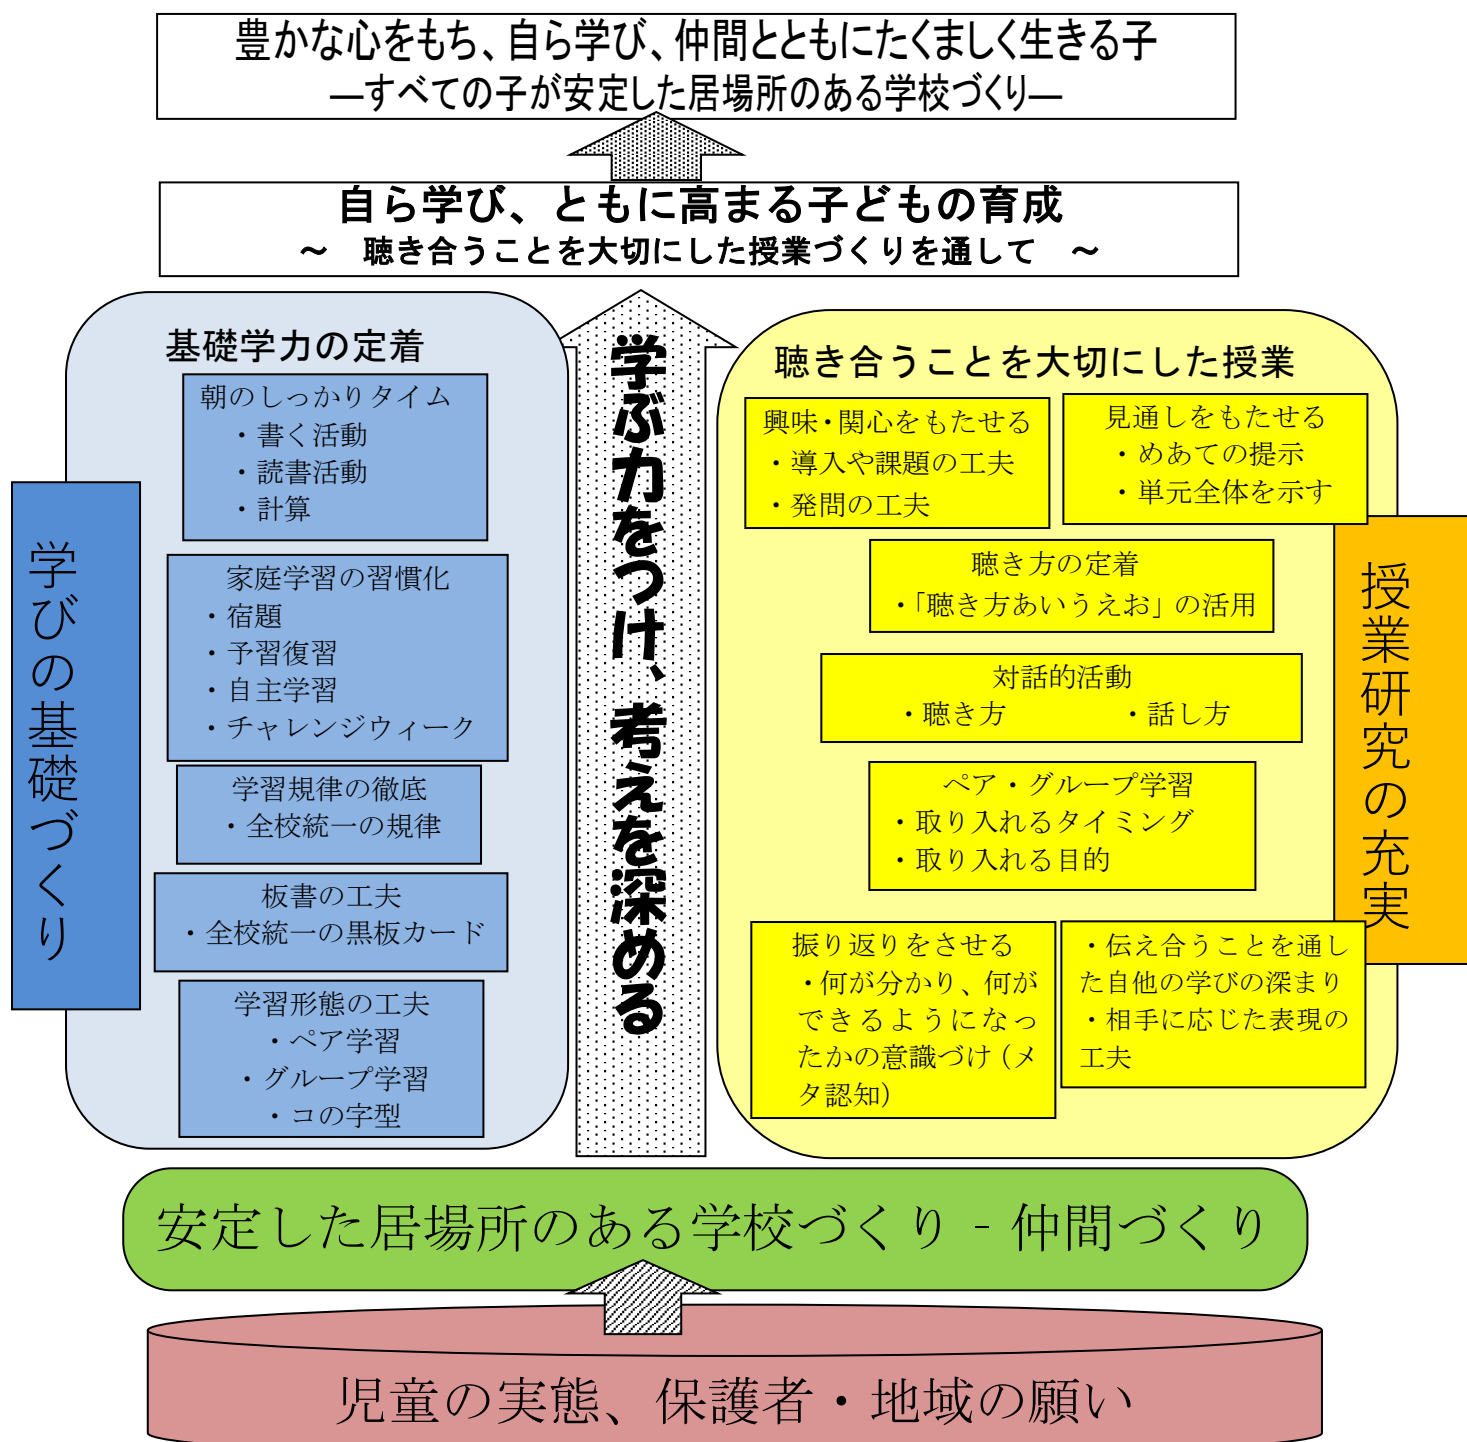 豊かな心をもち、自ら学び、仲間とともにたくましく生きる子
―すべての子が安定した居場所のある学校づくり―
自ら学び、ともに高まる子どもの育成
～　聴き合うことを大切にした授業づくりを通して　～
学びの基礎づくり
基礎学力の定着
朝のしっかりタイム
・書く活動
・読書活動
・計算
家庭学習の習慣化
・宿題
・予習復習
・自主学習
・チャレンジウィーク
学習規律の徹底
・全校統一の規律
板書の工夫
・全校統一の黒板カード
学習形態の工夫
・ペア学習
・グループ学習
・コの字型
学ぶ力をつけ、考えを深める
聴き合うことを大切にした授業
興味・関心をもたせる
・導入や課題の工夫
・発問の工夫
見通しをもたせる
・めあての提示
・単元全体を示す
聴き方の定着
・「聴き方あいうえお」の活用
対話的活動
・聴き方　　　　・話し方
ペア・グループ学習
・取り入れるタイミング
・取り入れる目的
振り返りをさせる
・何が分かり、何が
できるようになっ
たかの意識づけ（メ
タ認知）
・伝え合うことを通し
た自他の学びの深まり
・相手に応じた表現の
工夫
授業研究の充実
安定した居場所のある学校づくり‐仲間づくり
児童の実態、保護者・地域の願い